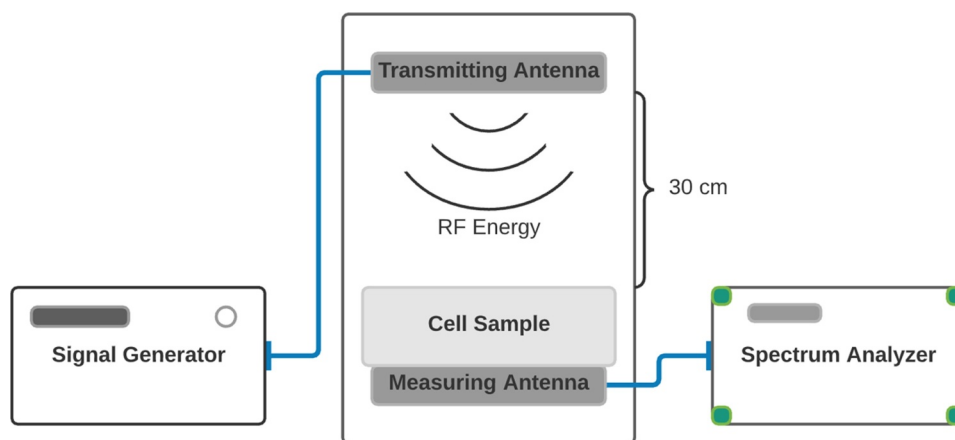 Transmitting Antenna
30 cm
RF Energy
Cell Sample
Signal Generator
Spectrum Analyzer
Measuring Antenna